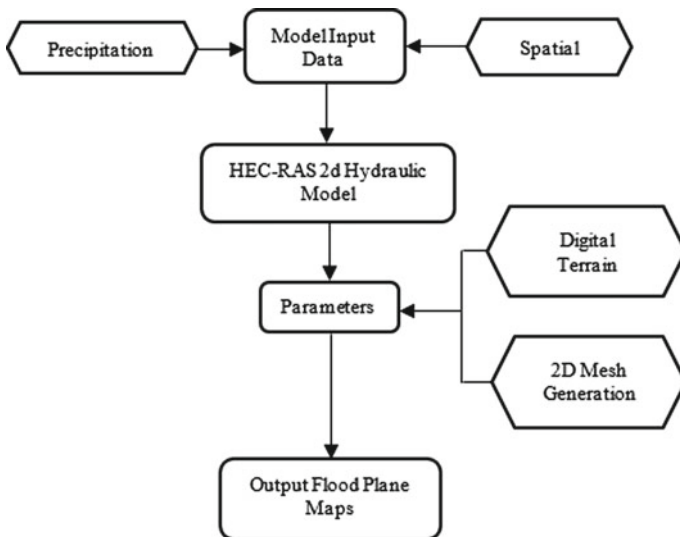 Precipitation
Model Input
Data
Spatial
HEC-RAS 2d Hydraulic
Model
Digital
Terrain
Parameters
2D Mesh
Generation
Output Flood Plane
Maps